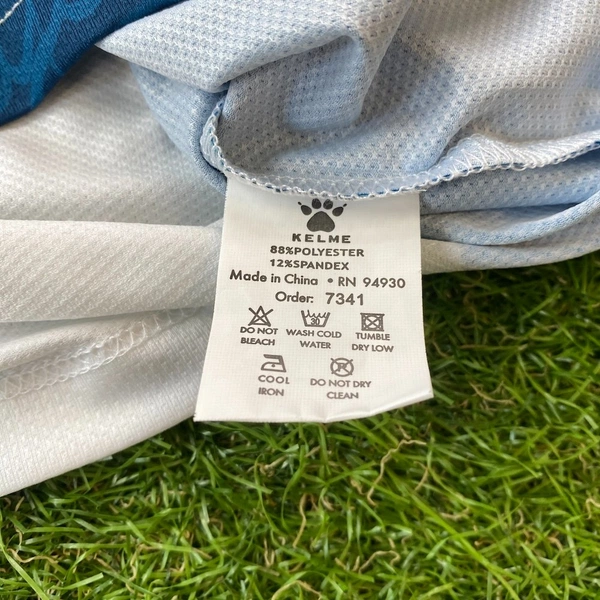 KELME
88%POLYESTER
12%SPANDEX
Made in China • RN 94930
Order: 7341
30
DO NOT BLEACH
WASH COLD WATER
TUMBLE DRY LOW
COOL IRON
DO NOT DRY CLEAN